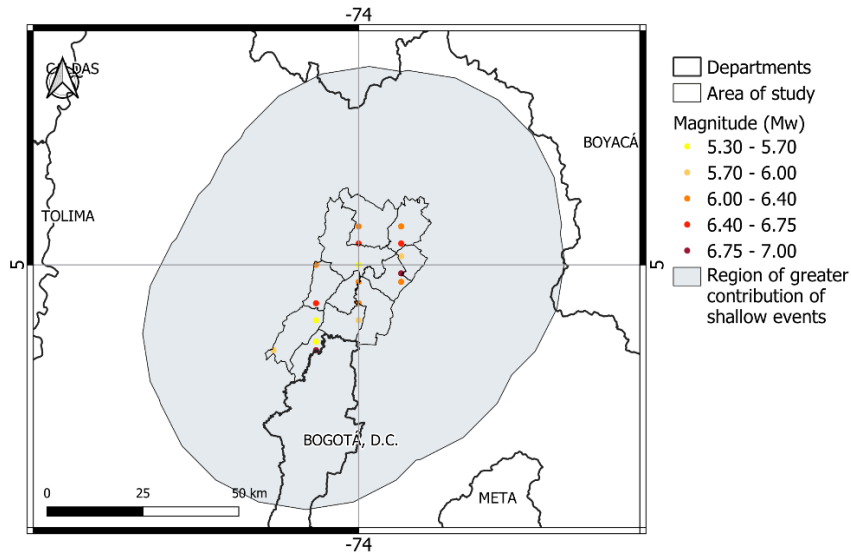 -74
CALDAS
BOYACÁ
TOLIMA
5
5
BOGOTÁ, D.C.
META
0 25 50 km
-74
Departments
Area of study
Magnitude (Mw)
5.30 - 5.70
5.70 - 6.00
6.00 - 6.40
6.40 - 6.75
6.75 - 7.00
Region of greater
contribution of
shallow events